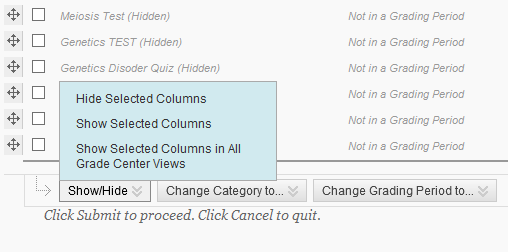 Meiosis Test (Hidden) Not in a Grading Period
Genetics TEST (Hidden) Not in a Grading Period
Genetics Disoder Quiz (Hidden) Not in a Grading Period
Not in a Grading Period
Not in a Grading Period
Not in a Grading Period
Hide Selected Columns
Show Selected Columns
Show Selected Columns in All
Grade Center Views
Show/Hide Change Category to... Change Grading Period to...
Click Submit to proceed. Click Cancel to quit.